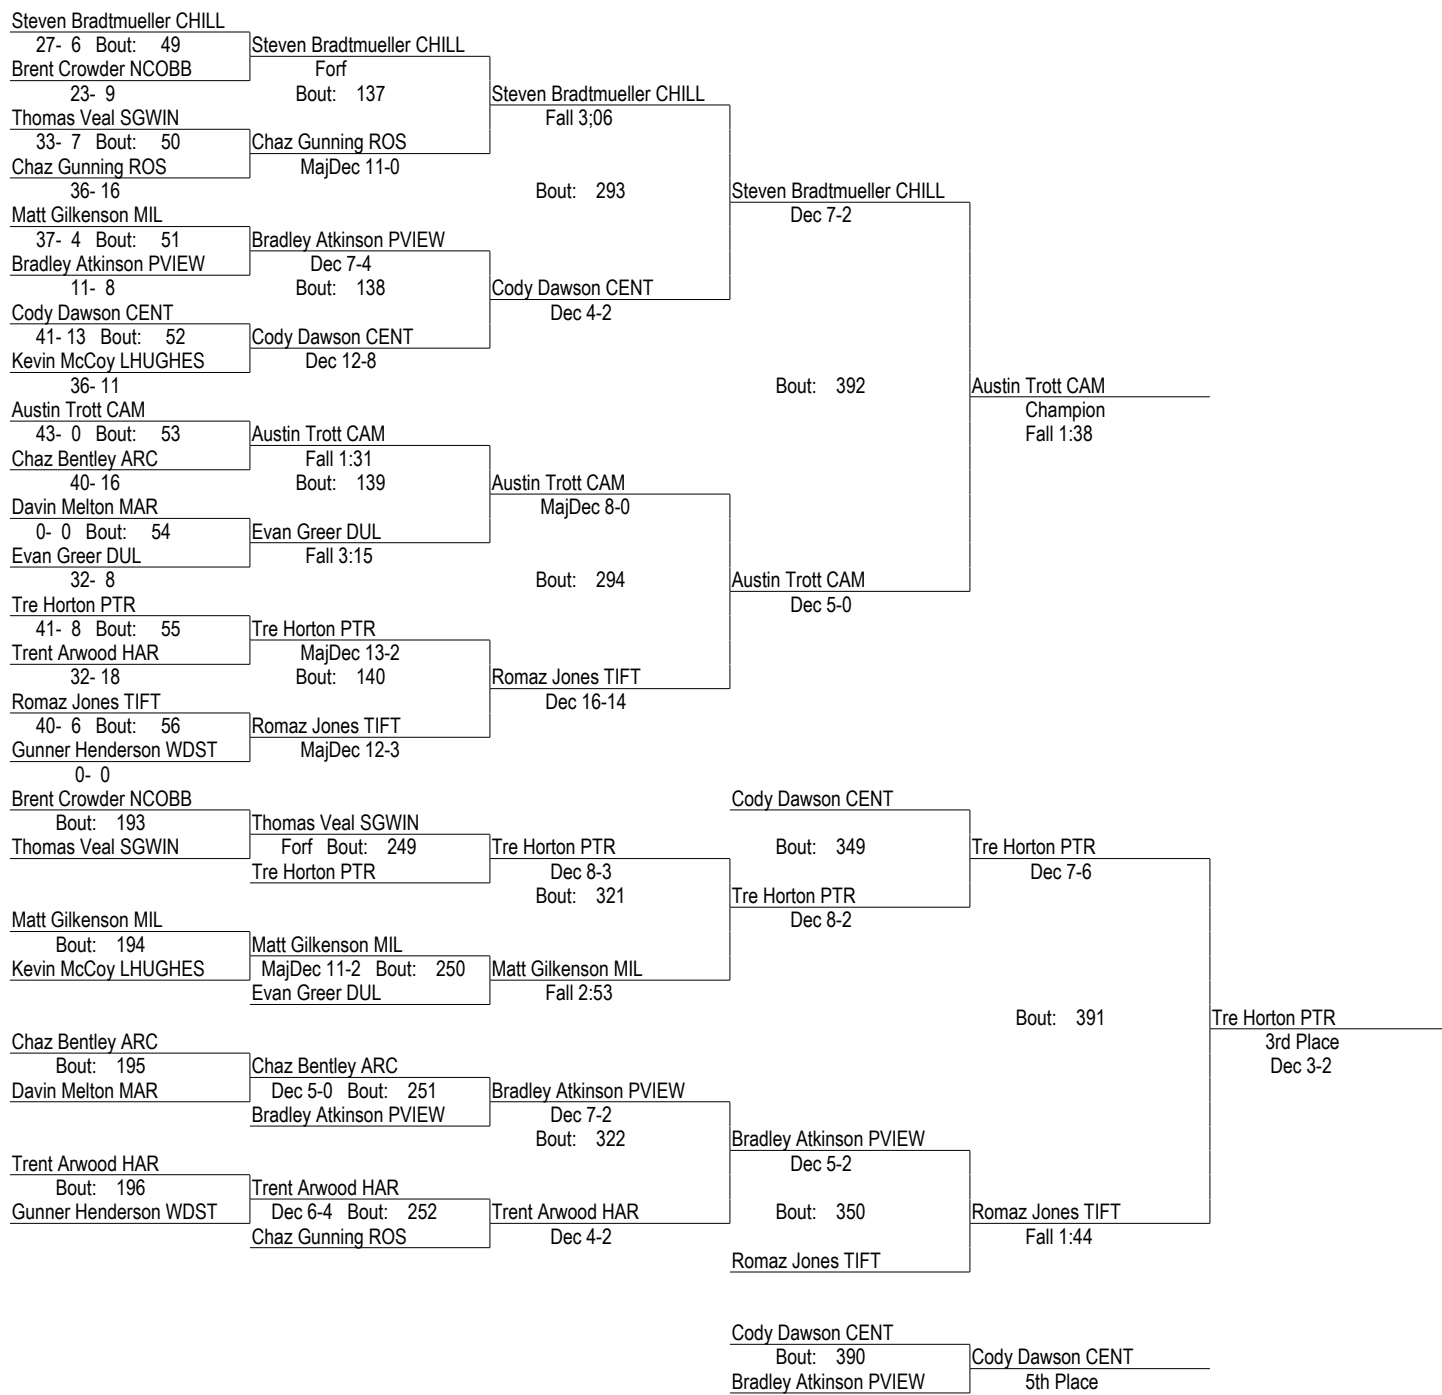 Steven Bradtmueller CHILL
27- 6 Bout: 49
Steven Bradtmueller CHILL
Brent Crowder NCOBB
Forf
23- 9
Bout: 137
Steven Bradtmueller CHILL
Thomas Veal SGWIN
Fall 3;06
33- 7 Bout: 50
Chaz Gunning ROS
Chaz Gunning ROS
MajDec 11-0
36- 16
Bout: 293
Steven Bradtmueller CHILL
Matt Gilkenson MIL
Dec 7-2
37- 4 Bout: 51
Bradley Atkinson PVIEW
Bradley Atkinson PVIEW
Dec 7-4
11- 8
Bout: 138
Cody Dawson CENT
Cody Dawson CENT
Dec 4-2
41- 13 Bout: 52
Cody Dawson CENT
Kevin McCoy LHUGHES
Dec 12-8
36- 11
Bout: 392
Austin Trott CAM
Austin Trott CAM
Champion
43- 0 Bout: 53
Austin Trott CAM
Fall 1:38
Chaz Bentley ARC
Fall 1:31
40- 16
Bout: 139
Austin Trott CAM
Davin Melton MAR
MajDec 8-0
0- 0 Bout: 54
Evan Greer DUL
Evan Greer DUL
Fall 3:15
32- 8
Bout: 294
Austin Trott CAM
Tre Horton PTR
Dec 5-0
41- 8 Bout: 55
Tre Horton PTR
Trent Arwood HAR
MajDec 13-2
32- 18
Bout: 140
Romaz Jones TIFT
Romaz Jones TIFT
Dec 16-14
40- 6 Bout: 56
Romaz Jones TIFT
Gunner Henderson WDST
MajDec 12-3
0- 0
Brent Crowder NCOBB
Cody Dawson CENT
Bout: 193
Thomas Veal SGWIN
Thomas Veal SGWIN
Forf Bout: 249
Tre Horton PTR
Bout: 349
Tre Horton PTR
Tre Horton PTR
Dec 8-3
Dec 7-6
Bout: 321
Tre Horton PTR
Matt Gilkenson MIL
Dec 8-2
Bout: 194
Matt Gilkenson MIL
Kevin McCoy LHUGHES
MajDec 11-2 Bout: 250
Matt Gilkenson MIL
Evan Greer DUL
Fall 2:53
Bout: 391
Tre Horton PTR
Chaz Bentley ARC
3rd Place
Bout: 195
Chaz Bentley ARC
Dec 3-2
Davin Melton MAR
Dec 5-0 Bout: 251
Bradley Atkinson PVIEW
Bradley Atkinson PVIEW
Dec 7-2
Bout: 322
Bradley Atkinson PVIEW
Trent Arwood HAR
Dec 5-2
Bout: 196
Trent Arwood HAR
Gunner Henderson WDST
Dec 6-4 Bout: 252
Trent Arwood HAR
Bout: 350
Romaz Jones TIFT
Chaz Gunning ROS
Dec 4-2
Fall 1:44
Romaz Jones TIFT
Cody Dawson CENT
Bout: 390
Cody Dawson CENT
Bradley Atkinson PVIEW
5th Place